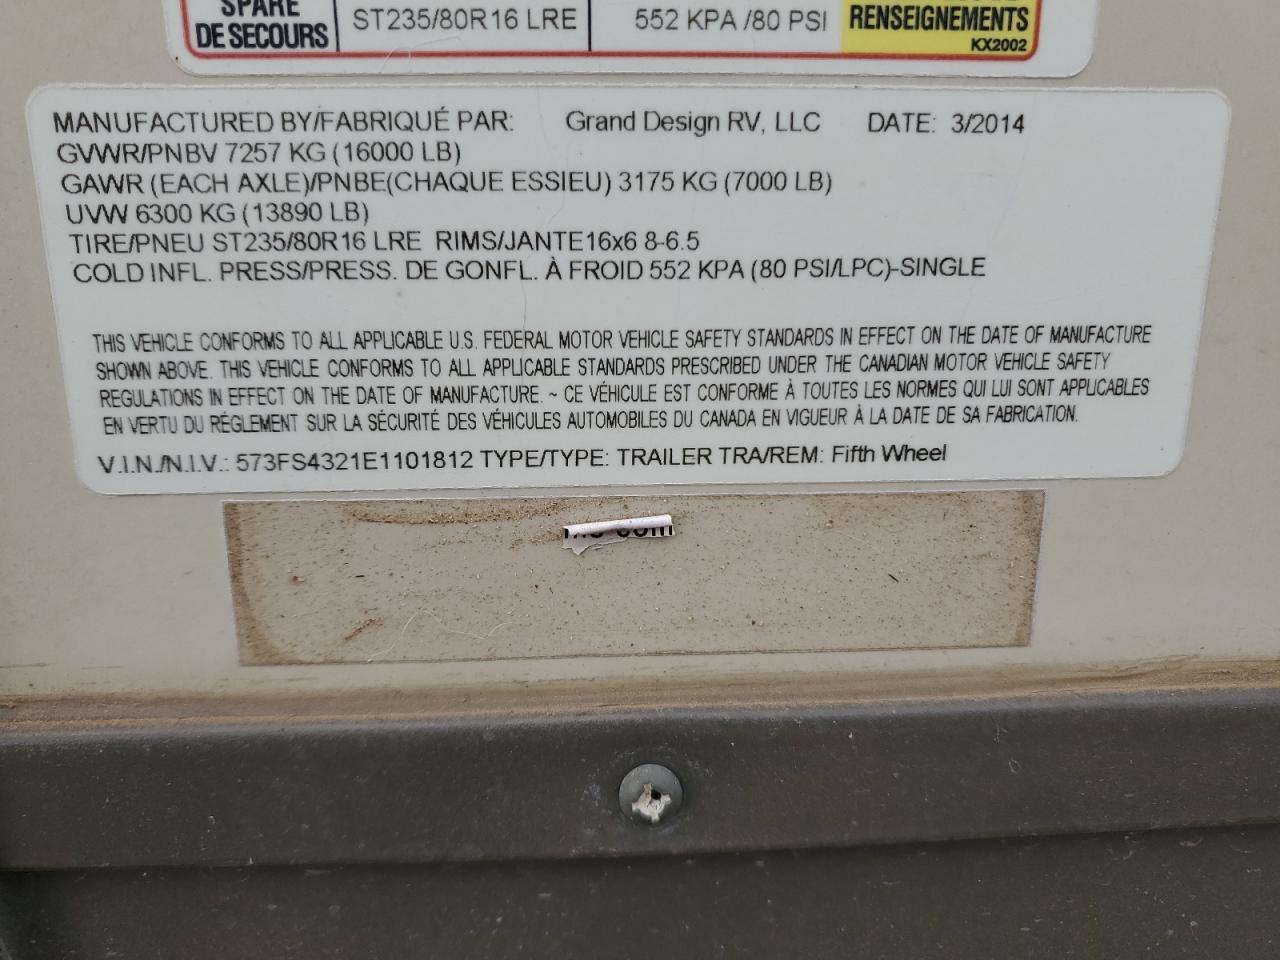 SPARE
DE SECOURS
ST235/80R16 LRE
552 KPA /80 PSI
RENSEIGNEMENTS
KX2002
MANUFACTURED BY/FABRIQUÉ PAR: Grand Design RV, LLC DATE: 3/2014
GVWR/PNBV 7257 KG (16000 LB)
GAWR (EACH AXLE)/PNBE(CHAQUE ESSIEU) 3175 KG (7000 LB)
UVW 6300 KG (13890 LB)
TIRE/PNEU ST235/80R16 LRE RIMS/JANTE16x6 8-6.5
COLD INFL. PRESS/PRESS. DE GONFL. À FROID 552 KPA (80 PSI/LPC)-SINGLE
THIS VEHICLE CONFORMS TO ALL APPLICABLE U.S. FEDERAL MOTOR VEHICLE SAFETY STANDARDS IN EFFECT ON THE DATE OF MANUFACTURE
SHOWN ABOVE. THIS VEHICLE CONFORMS TO ALL APPLICABLE STANDARDS PRESCRIBED UNDER THE CANADIAN MOTOR VEHICLE SAFETY
REGULATIONS IN EFFECT ON THE DATE OF MANUFACTURE. ~ CE VÉHICULE EST CONFORME À TOUTES LES NORMES QUI LUI SONT APPLICABLES
EN VERTU DU RÉGLEMENT SUR LA SÉCURITÉ DES VÉHICULES AUTOMOBILES DU CANADA EN VIGUEUR À LA DATE DE SA FABRICATION.
V.I.N./N.I.V.: 573FS4321E1101812 TYPE/TYPE: TRAILER TRA/REM: Fifth Wheel